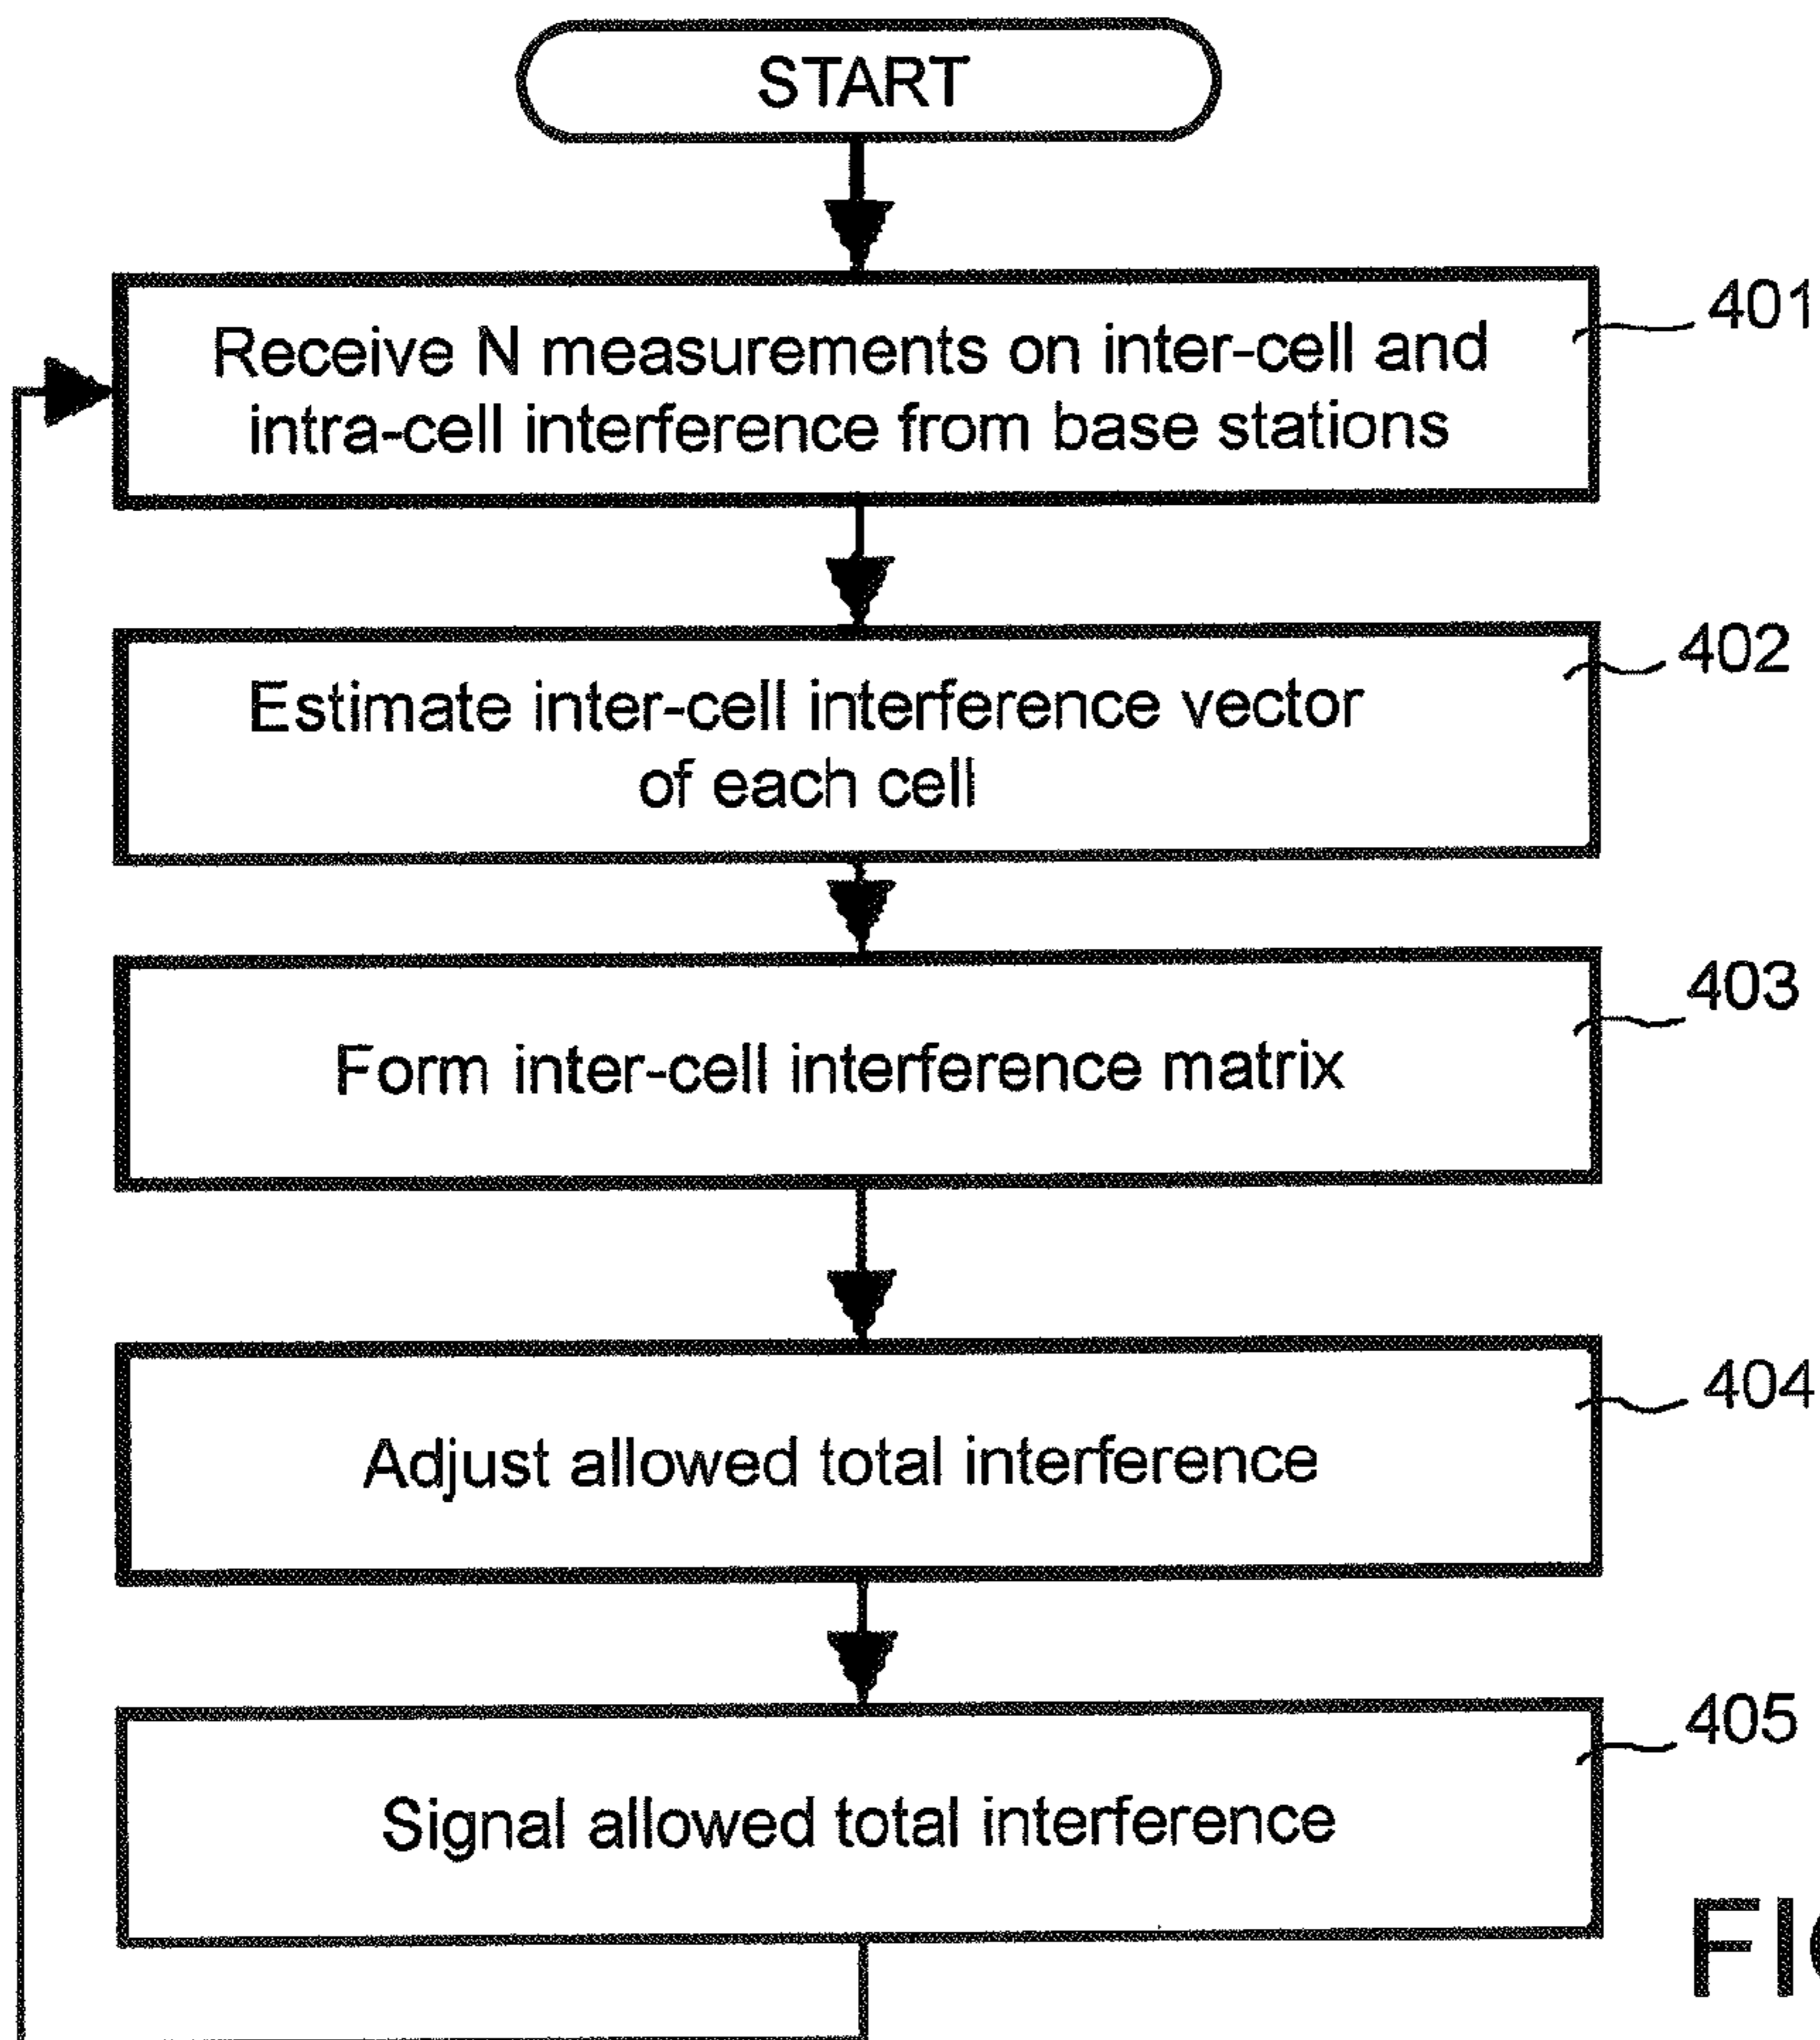 START
401
Receive N measurements on inter-cell and
intra-cell interference from base stations
402
Estimate inter-cell interference vector
of each cell
403
Form inter-cell interference matrix
404
Adjust allowed total interference
405
Signal allowed total interference